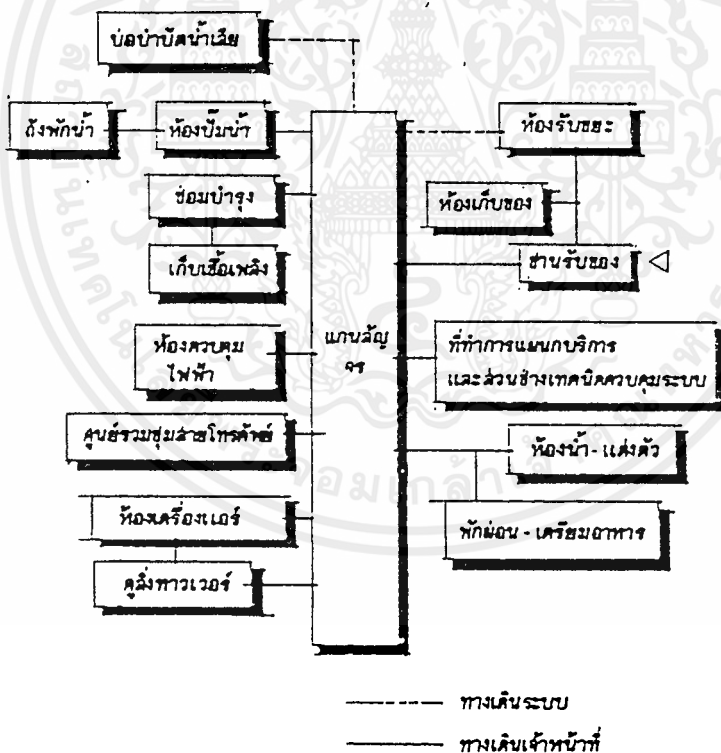 บ่อบำบัดน้ำเสีย
ถังพักน้ำ
ห้องปั๊มน้ำ
ห้องรับขยะ
ซ่อมบำรุง
ห้องเก็บของ
เก็บเชื้อเพลิง
ชานรับของ
แกนสัญ
จร
ห้องควบคุม
ไฟฟ้า
ที่ทำการแผนกบริการ
และส่วนช่างเทคนิคควบคุมระบบ
ศูนย์รวมชุมสายโทรศัพย์
ห้องน้ำ - แต่งตัว
ห้องเครื่องแอร์
พักผ่อน - เตรียมอาหาร
คูลิ่งทาวเวอร์
ทางเดินระบบ
ทางเดินเจ้าหน้าที่